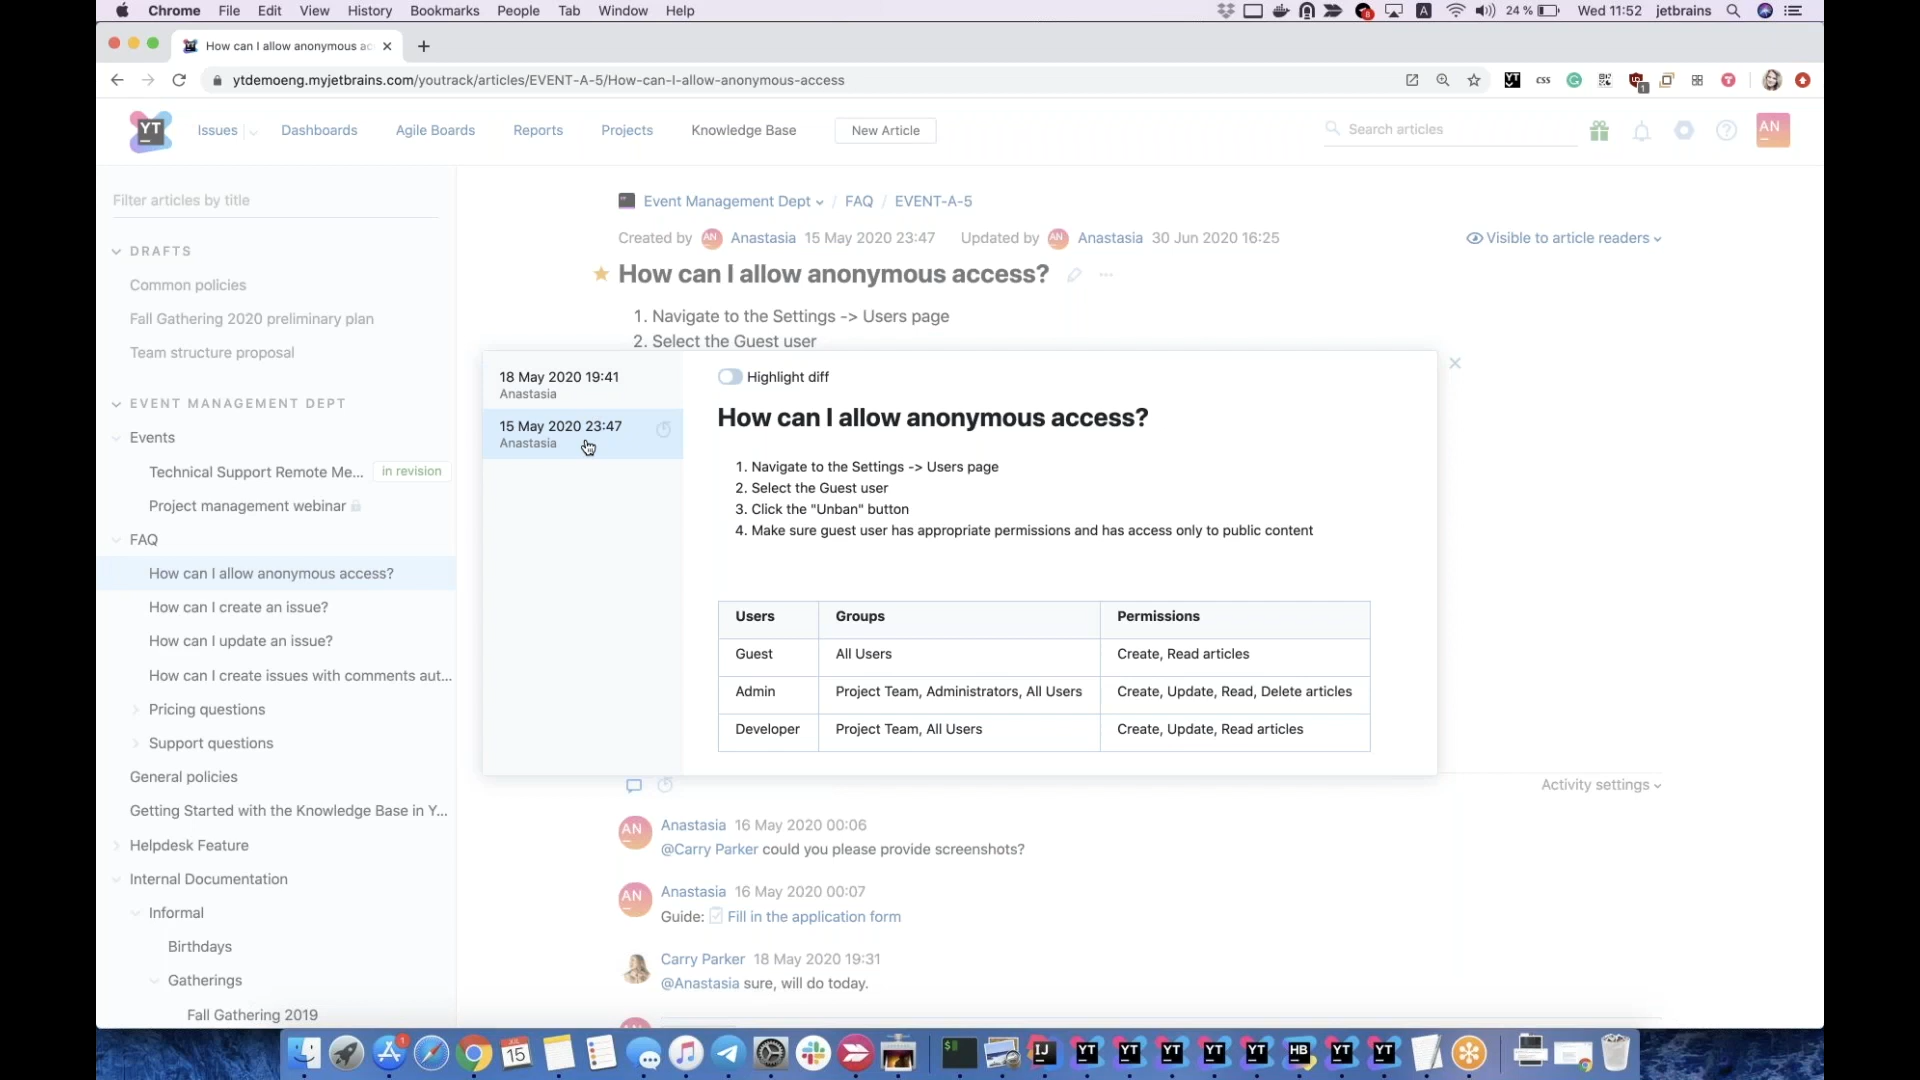 Chrome File Edit View History Bookmarks People Tab Window Help
8 A 24 % Wed 11:52 jetbrains
How can I allow anonymous ac
ytdemoeng.myjetbrains.com/youtrack/articles/EVENT-A-5/How-can-I-allow-anonymous-access
YT CSS 1 T
YT Issues Dashboards Agile Boards Reports Projects Knowledge Base New Article Search articles AN
Filter articles by title
DRAFTS
Common policies
Fall Gathering 2020 preliminary plan
Team structure proposal
EVENT MANAGEMENT DEPT
Events
Technical Support Remote Me... in revision
Project management webinar
FAQ
How can I allow anonymous access?
How can I create an issue?
How can I update an issue?
How can I create issues with comments aut...
Pricing questions
Support questions
General policies
Getting Started with the Knowledge Base in Y...
Helpdesk Feature
Internal Documentation
Informal
Birthdays
Gatherings
Fall Gathering 2019
Event Management Dept / FAQ / EVENT-A-5
Created by AN Anastasia 15 May 2020 23:47 Updated by AN Anastasia 30 Jun 2020 16:25 Visible to article readers
How can I allow anonymous access?
1. Navigate to the Settings -> Users page
2. Select the Guest user
18 May 2020 19:41
Anastasia
15 May 2020 23:47
Anastasia
Highlight diff
How can I allow anonymous access?
1. Navigate to the Settings -> Users page
2. Select the Guest user
3. Click the "Unban" button
4. Make sure guest user has appropriate permissions and has access only to public content
Users Groups Permissions
Guest All Users Create, Read articles
Admin Project Team, Administrators, All Users Create, Update, Read, Delete articles
Developer Project Team, All Users Create, Update, Read articles
Activity settings
AN Anastasia 16 May 2020 00:06
@Carry Parker could you please provide screenshots?
AN Anastasia 16 May 2020 00:07
Guide: Fill in the application form
Carry Parker 18 May 2020 19:31
@Anastasia sure, will do today.
1 15 $ IJ YT YT YT YT YT HB YT YT